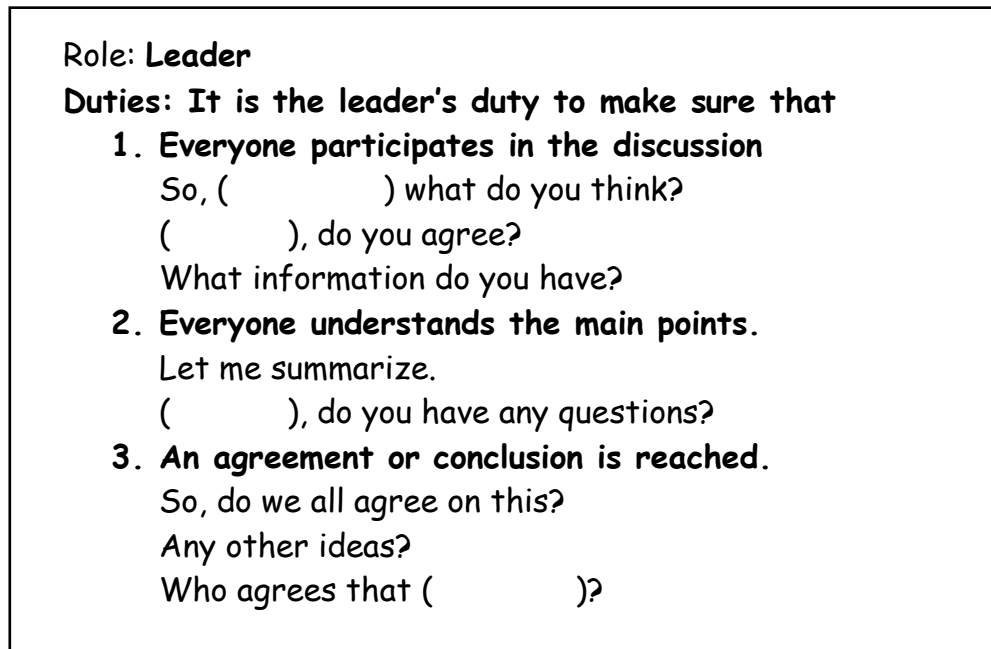 Role: Leader
Duties: It is the leader's duty to make sure that
1. Everyone participates in the discussion
So, (                ) what do you think?
(            ), do you agree?
What information do you have?
2. Everyone understands the main points.
Let me summarize.
(            ), do you have any questions?
3. An agreement or conclusion is reached.
So, do we all agree on this?
Any other ideas?
Who agrees that (               )?